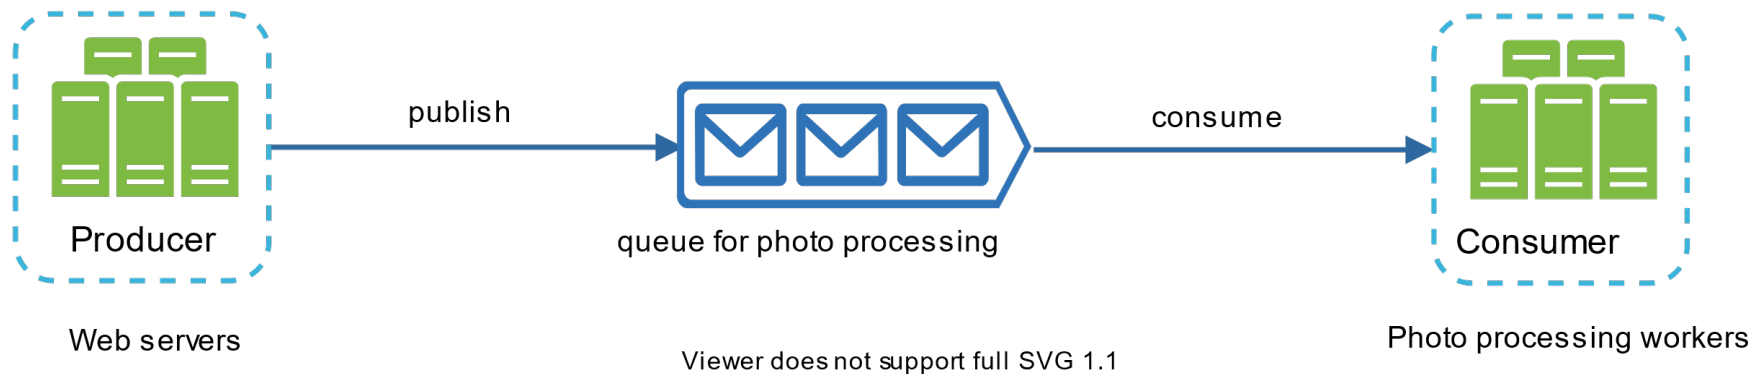 publish
consume
Producer
queue for photo processing
Consumer
Web servers
Photo processing workers
Viewer does not support full SVG 1.1